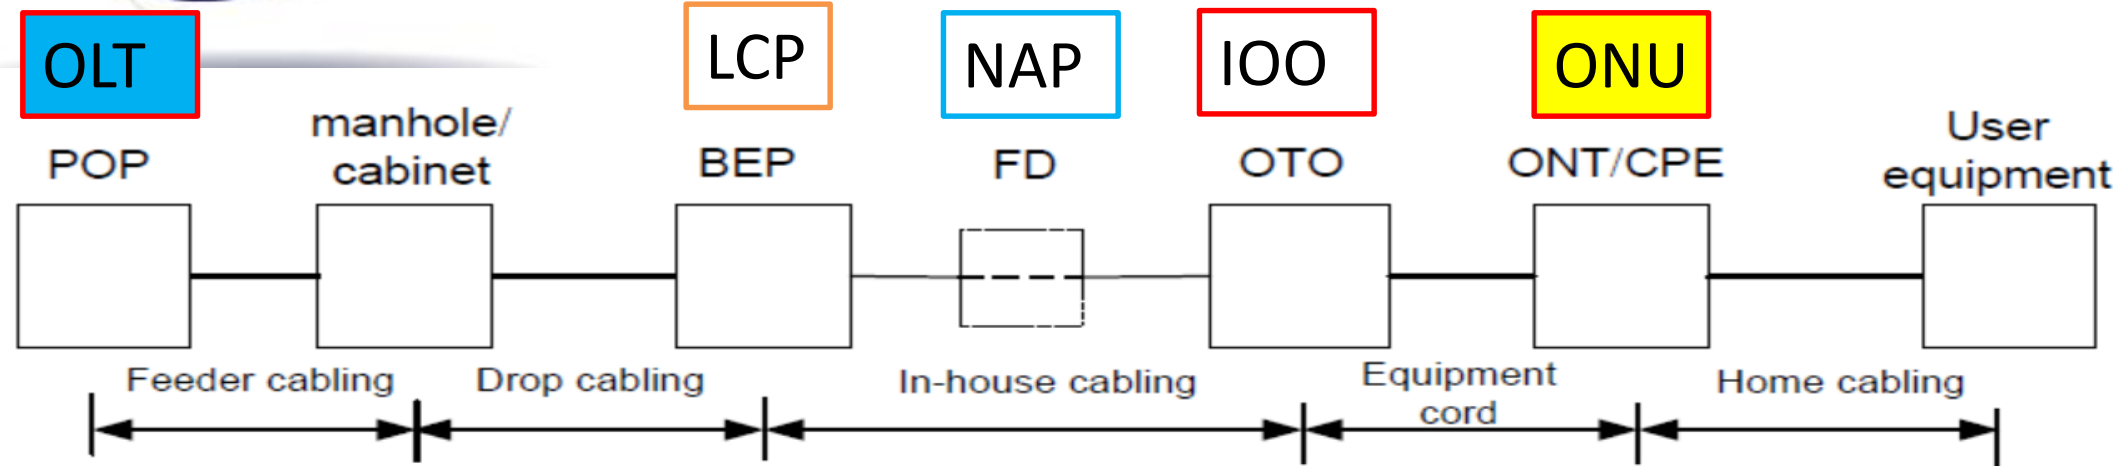 OLT
LCP
NAP
IOO
ONU
manhole/
cabinet
POP
BEP
FD
OTO
ONT/CPE
User
equipment
Feeder cabling
Drop cabling
In-house cabling
Equipment
cord
Home cabling